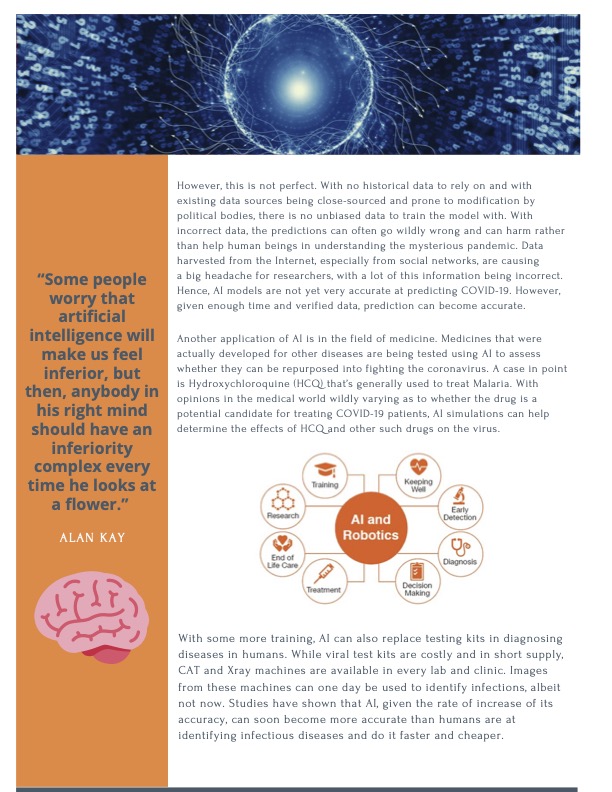 However, this is not perfect. With no historical data to rely on and with
existing data sources being close-sourced and prone to modification by
political bodies, there is no unbiased data to train the model with. With
incorrect data, the predictions can often go wildly wrong and can harm rather
than help human beings in understanding the mysterious pandemic. Data
harvested from the Internet, especially from social networks, are causing
a big headache for researchers, with a lot of this information being incorrect.
Hence, AI models are not yet very accurate at predicting COVID-19. However,
given enough time and verified data, prediction can become accurate.
Another application of AI is in the field of medicine. Medicines that were
actually developed for other diseases are being tested using AI to assess
whether they can be repurposed into fighting the coronavirus. A case in point
is Hydroxychloroquine (HCQ) that's generally used to treat Malaria. With
opinions in the medical world wildly varying as to whether the drug is a
potential candidate for treating COVID-19 patients, AI simulations can help
determine the effects of HCQ and other such drugs on the virus.
“Some people
worry that
artificial
intelligence will
make us feel
inferior, but
then, anybody in
his right mind
should have an
inferiority
complex every
time he looks at
a flower.”
ALAN KAY
AI and
Robotics
Training
Keeping
Well
Research
Early
Detection
End of
Life Care
Diagnosis
Treatment
Decision
Making
With some more training, AI can also replace testing kits in diagnosing
diseases in humans. While viral test kits are costly and in short supply,
CAT and Xray machines are available in every lab and clinic. Images
from these machines can one day be used to identify infections, albeit
not now. Studies have shown that AI, given the rate of increase of its
accuracy, can soon become more accurate than humans are at
identifying infectious diseases and do it faster and cheaper.